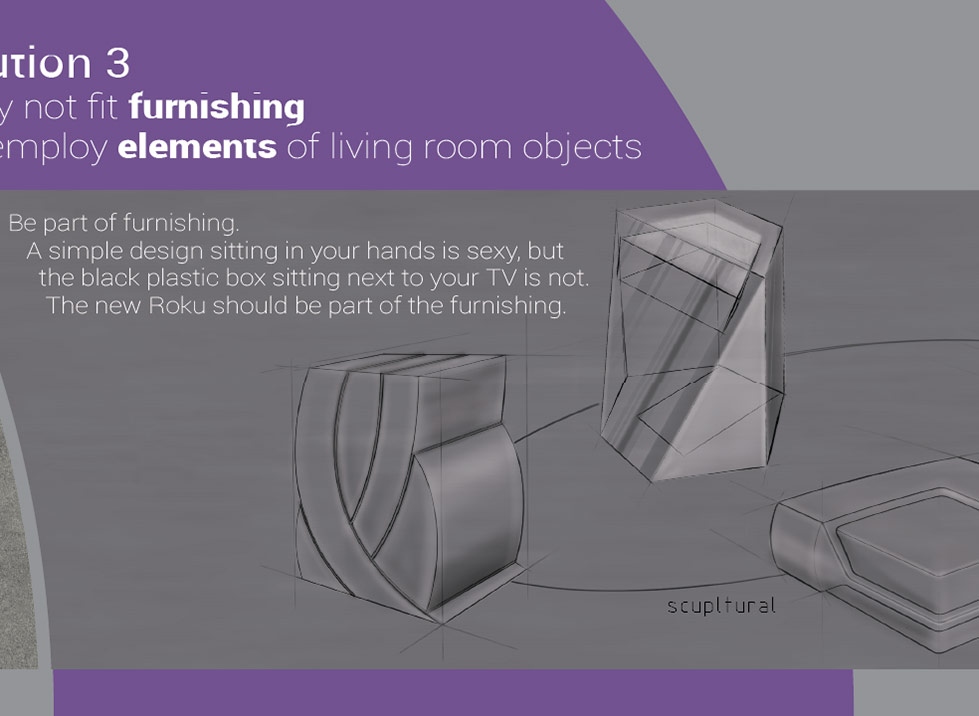 ution 3
y not fit furnishing
employ elements of living room objects
Be part of furnishing.
A simple design sitting in your hands is sexy, but
the black plastic box sitting next to your TV is not.
The new Roku should be part of the furnishing.
scupltural